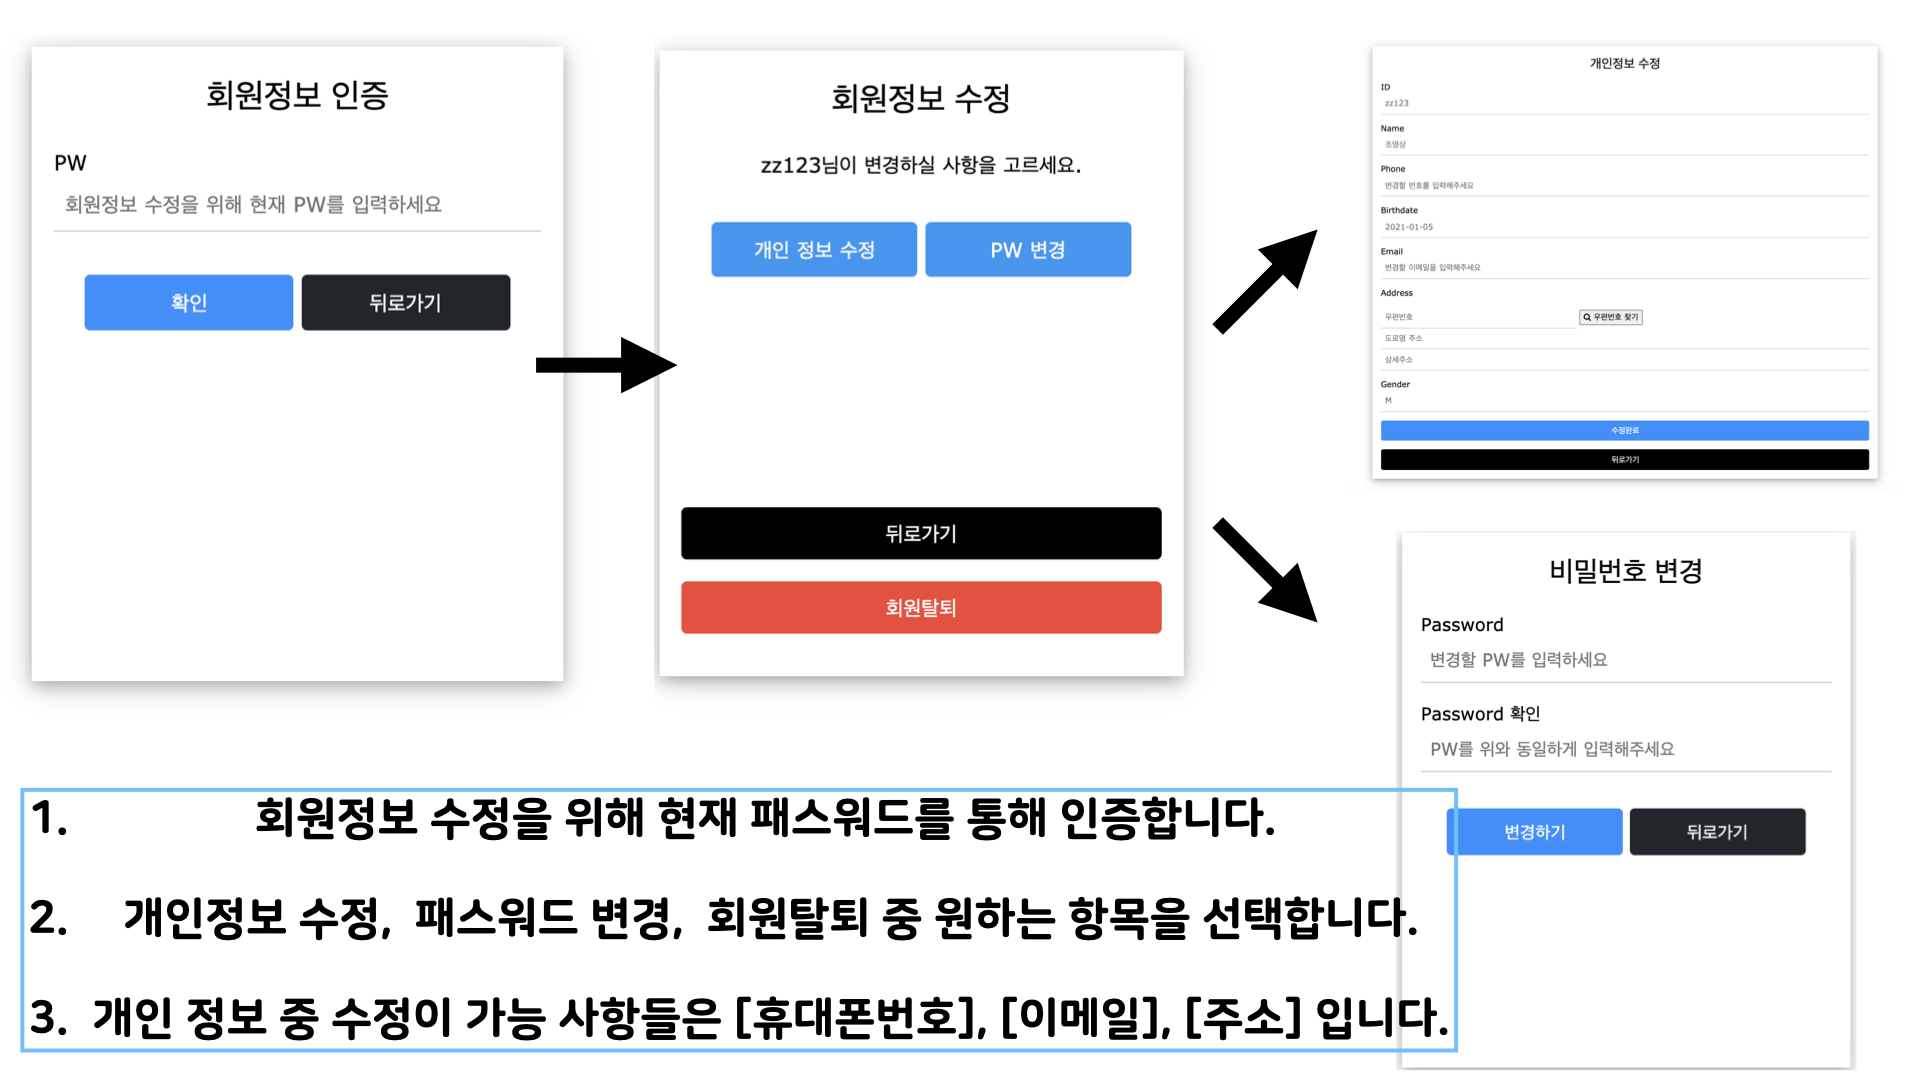 회원정보 인증
PW
회원정보 수정을 위해 현재 PW를 입력하세요
확인
뒤로가기
회원정보 수정
zz123님이 변경하실 사항을 고르세요.
개인 정보 수정
PW 변경
뒤로가기
회원탈퇴
개인정보 수정
ID
zz123
Name
조영상
Phone
변경할 번호를 입력해주세요
Birthdate
2021-01-05
Email
변경할 이메일을 입력해주세요
Address
우편번호
우편번호 찾기
도로명 주소
상세주소
Gender
M
수정완료
뒤로가기
비밀번호 변경
Password
변경할 PW를 입력하세요
Password 확인
PW를 위와 동일하게 입력해주세요
변경하기
뒤로가기
1. 회원정보 수정을 위해 현재 패스워드를 통해 인증합니다.
2. 개인정보 수정, 패스워드 변경, 회원탈퇴 중 원하는 항목을 선택합니다.
3. 개인 정보 중 수정이 가능 사항들은 [휴대폰번호], [이메일], [주소] 입니다.